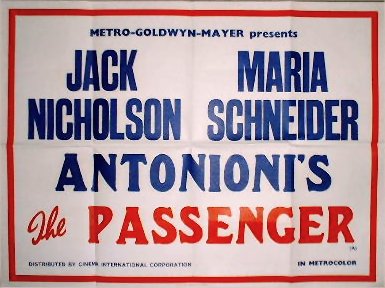 METRO-GOLDWYN-MAYER presents
JACK NICHOLSON
MARIA SCHNEIDER
ANTONIONI'S
The PASSENGER
(A)
DISTRIBUTED BY CINEMA INTERNATIONAL CORPORATION
IN METROCOLOR